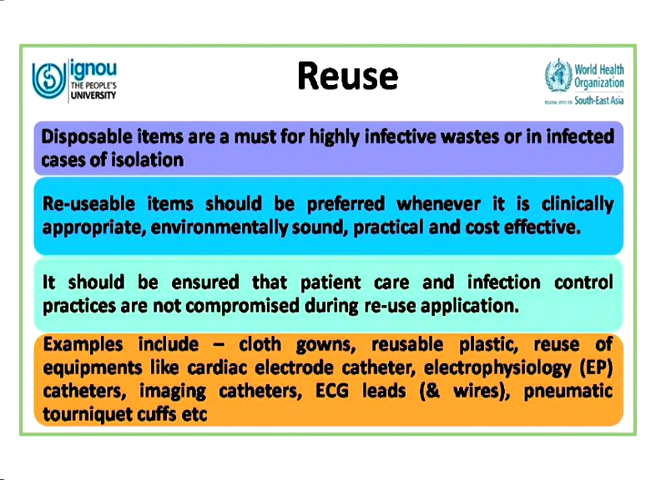 ignou
THE PEOPLE'S
UNIVERSITY
Reuse
World Health
Organization
REGIONAL OFFICE FOR South-East Asia
Disposable items are a must for highly infective wastes or in infected
cases of isolation
Re-useable items should be preferred whenever it is clinically
appropriate, environmentally sound, practical and cost effective.
It should be ensured that patient care and infection control
practices are not compromised during re-use application.
Examples include – cloth gowns, reusable plastic, reuse of
equipments like cardiac electrode catheter, electrophysiology (EP)
catheters, imaging catheters, ECG leads (& wires), pneumatic
tourniquet cuffs etc